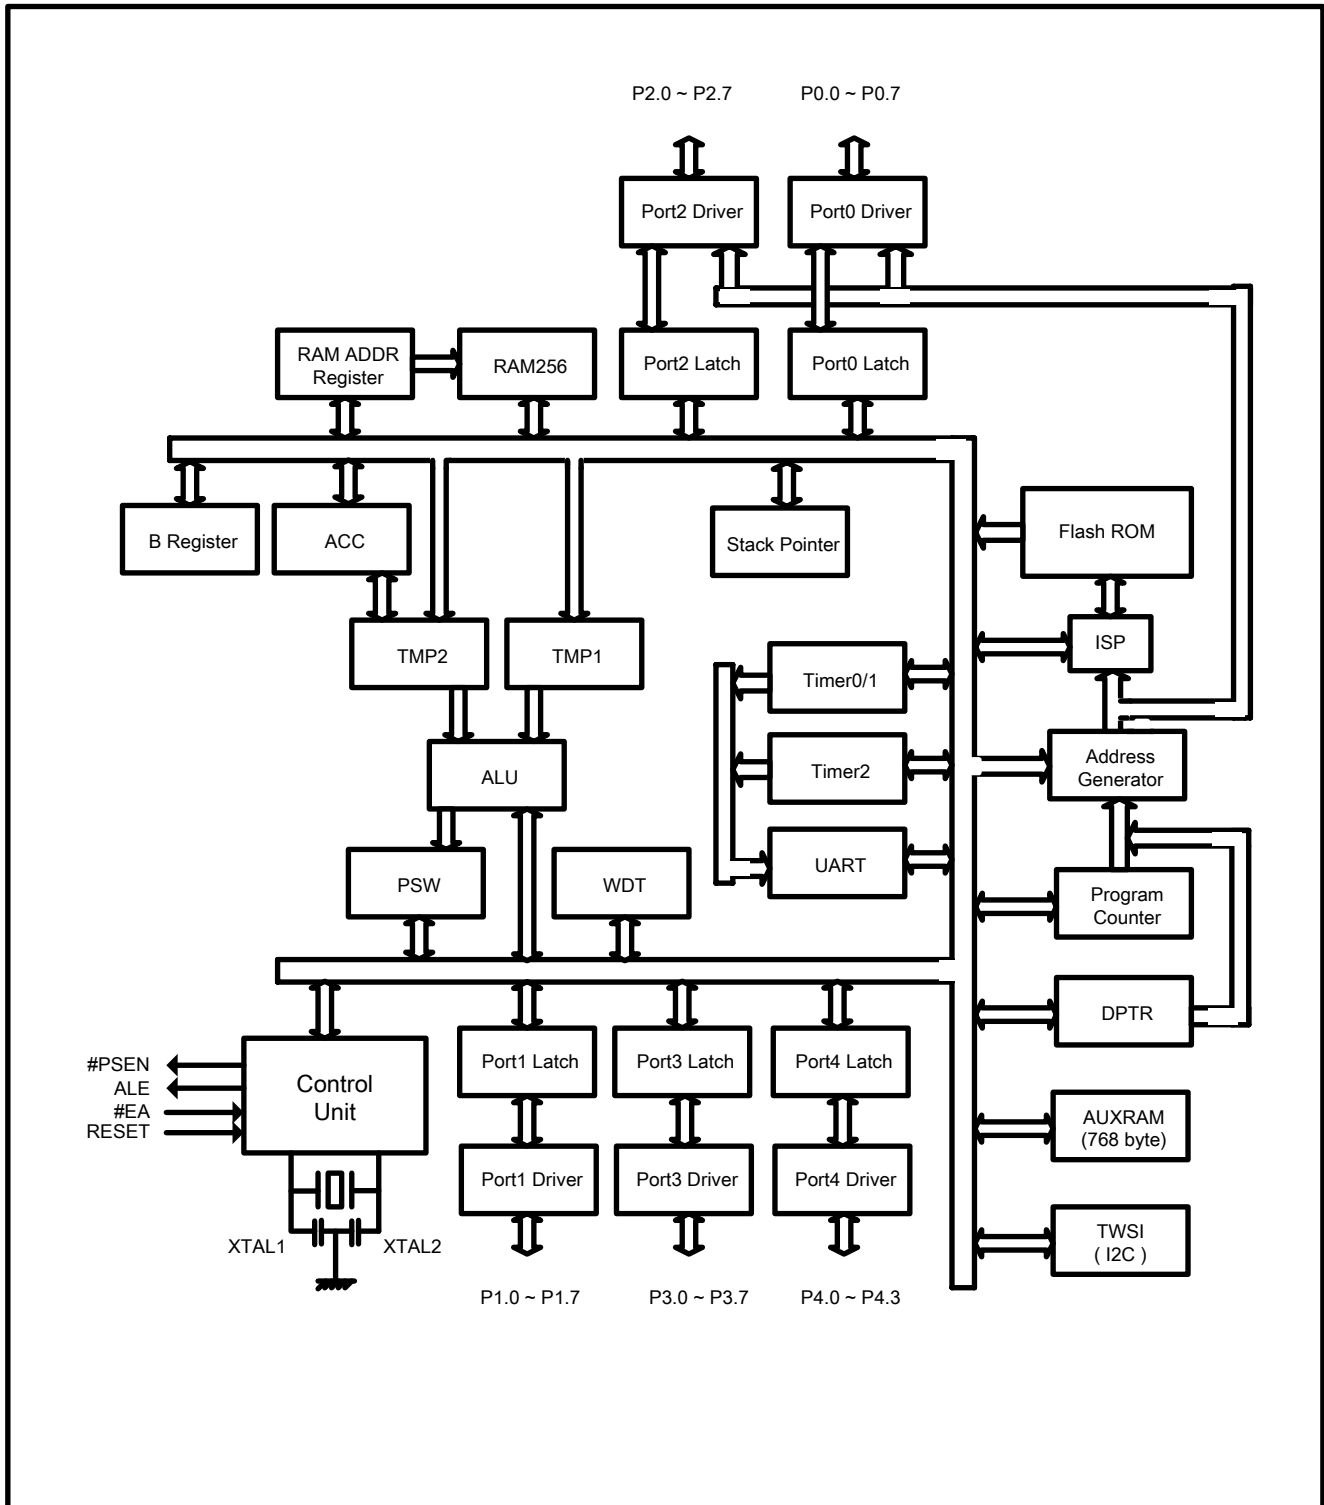 P2.0 ~ P2.7
P0.0 ~ P0.7
Port2 Driver
Port0 Driver
RAM ADDR
Register
RAM256
Port2 Latch
Port0 Latch
B Register
ACC
Stack Pointer
Flash ROM
TMP2
TMP1
ISP
Timer0/1
ALU
Timer2
Address
Generator
PSW
WDT
UART
Program
Counter
DPTR
#PSEN
ALE
#EA
RESET
Control
Unit
Port1 Latch
Port3 Latch
Port4 Latch
AUXRAM
(768 byte)
Port1 Driver
Port3 Driver
Port4 Driver
XTAL1
XTAL2
TWSI
( I2C )
P1.0 ~ P1.7
P3.0 ~ P3.7
P4.0 ~ P4.3